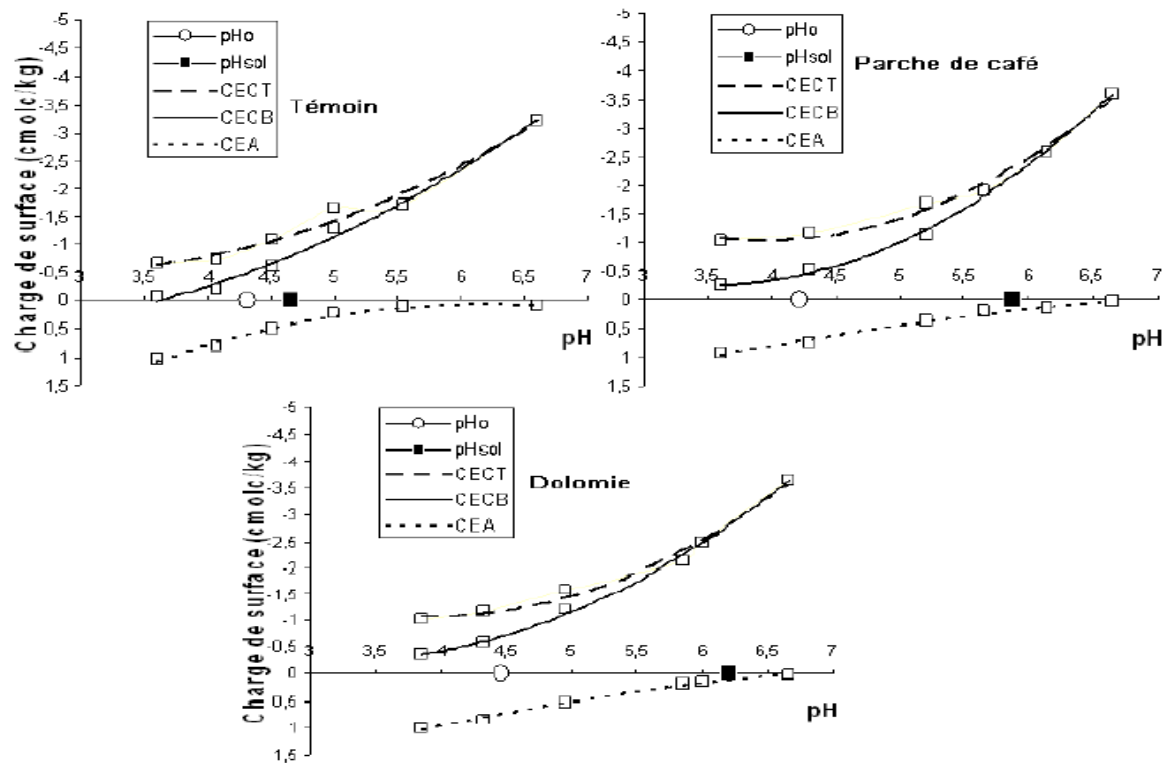 Charge de surface (cmolc/kg)
-5
-4,5
-4
-3,5
-3
-2,5
-2
-1,5
-1
-0,5
0
0,5
1
1,5
pHo
pHsol
CECT
CECB
CEA
Témoin
3 3,5 4 4,5 5 5,5 6 6,5 7
pH
-5
-4,5
-4
-3,5
-3
-2,5
-2
-1,5
-1
-0,5
0
0,5
1
1,5
pHo
pHsol
CECT
CECB
CEA
Parche de café
3 3,5 4 4,5 5 5,5 6 6,5 7
pH
Charge de surface (cmolc/kg)
-5
-4,5
-4
-3,5
-3
-2,5
-2
-1,5
-1
-0,5
0
0,5
1
1,5
pHo
pHsol
CECT
CECB
CEA
Dolomie
3 3,5 4 4,5 5 5,5 6 6,5 7
pH